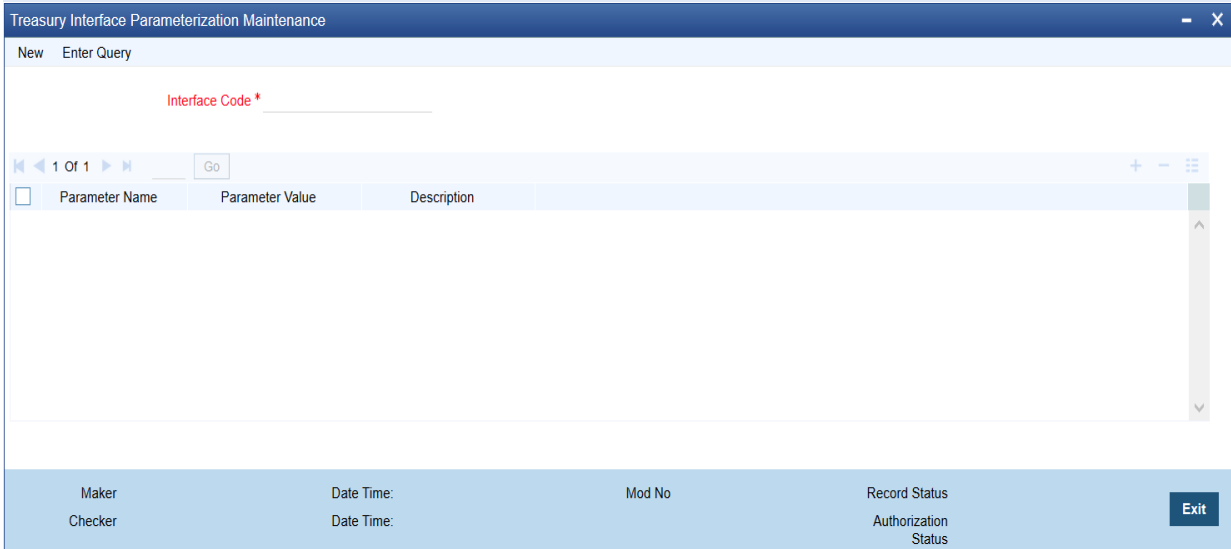 Treasury Interface Parameterization Maintenance
New Enter Query
Interface Code *
1 Of 1 Go
Parameter Name Parameter Value Description
Maker Date Time: Mod No Record Status
Checker Date Time: Authorization Status
Exit